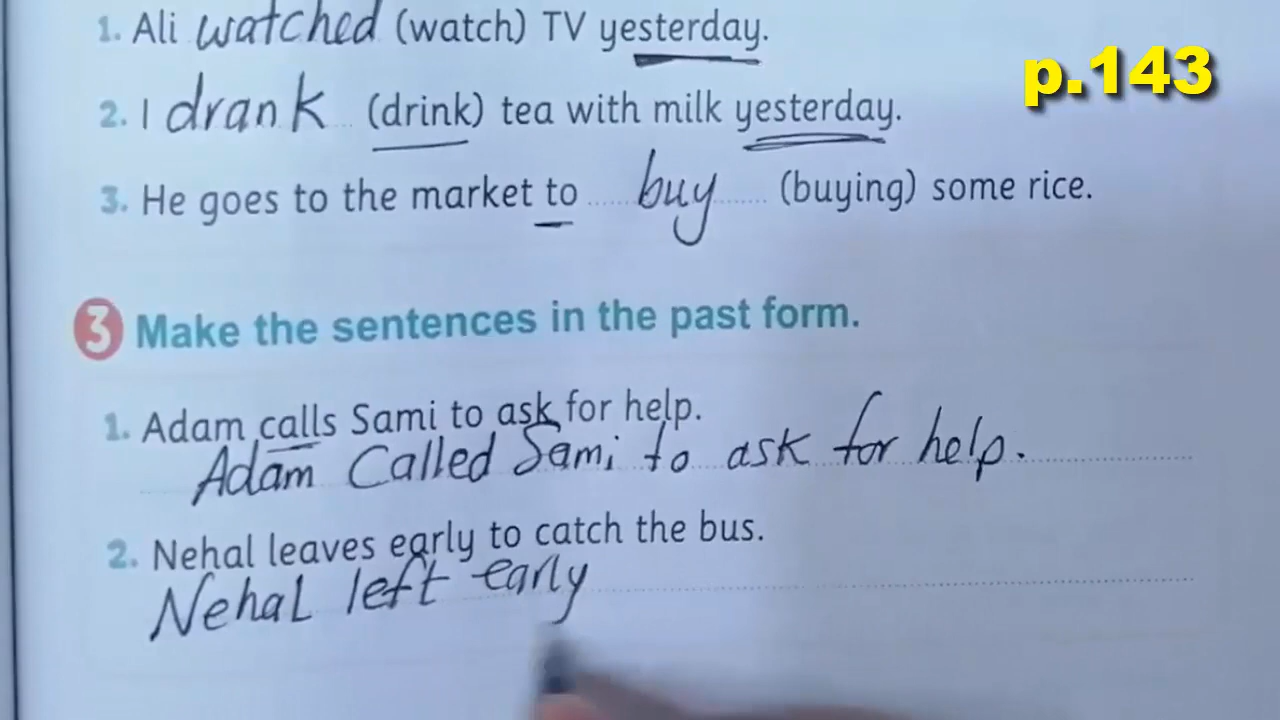 1. Ali watched (watch) TV yesterday.
p.143
2. I drank (drink) tea with milk yesterday.
3. He goes to the market to buy (buying) some rice.
3 Make the sentences in the past form.
1. Adam calls Sami to ask for help.
Adam Called Sami to ask for help.
2. Nehal leaves early to catch the bus.
Nehal left early